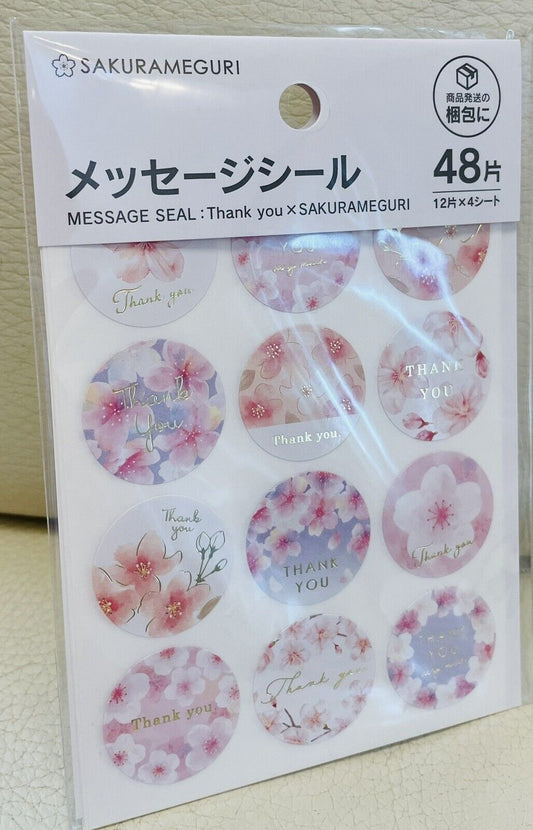 SAKURAMEGURI
商品発送の
梱包に
メッセージシール
48片
MESSAGE SEAL:Thank you×SAKURAMEGURI
12片×4シート
Thank you.
YOU
Thank
You
Thank you.
THANK
YOU
Thank
you
THANK
YOU
Thank you
Thank you.
Thank you.
YOU